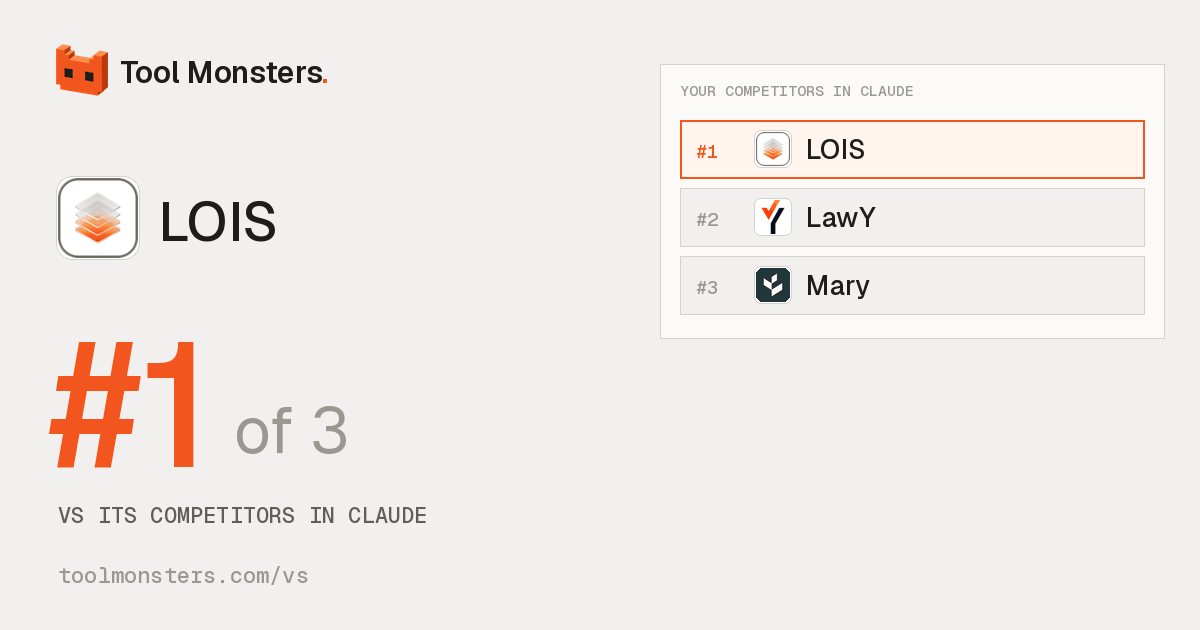 Tool Monsters.
LOIS
#1 of 3
VS ITS COMPETITORS IN CLAUDE
toolmonsters.com/vs
YOUR COMPETITORS IN CLAUDE
#1 LOIS
#2 LawY
#3 Mary